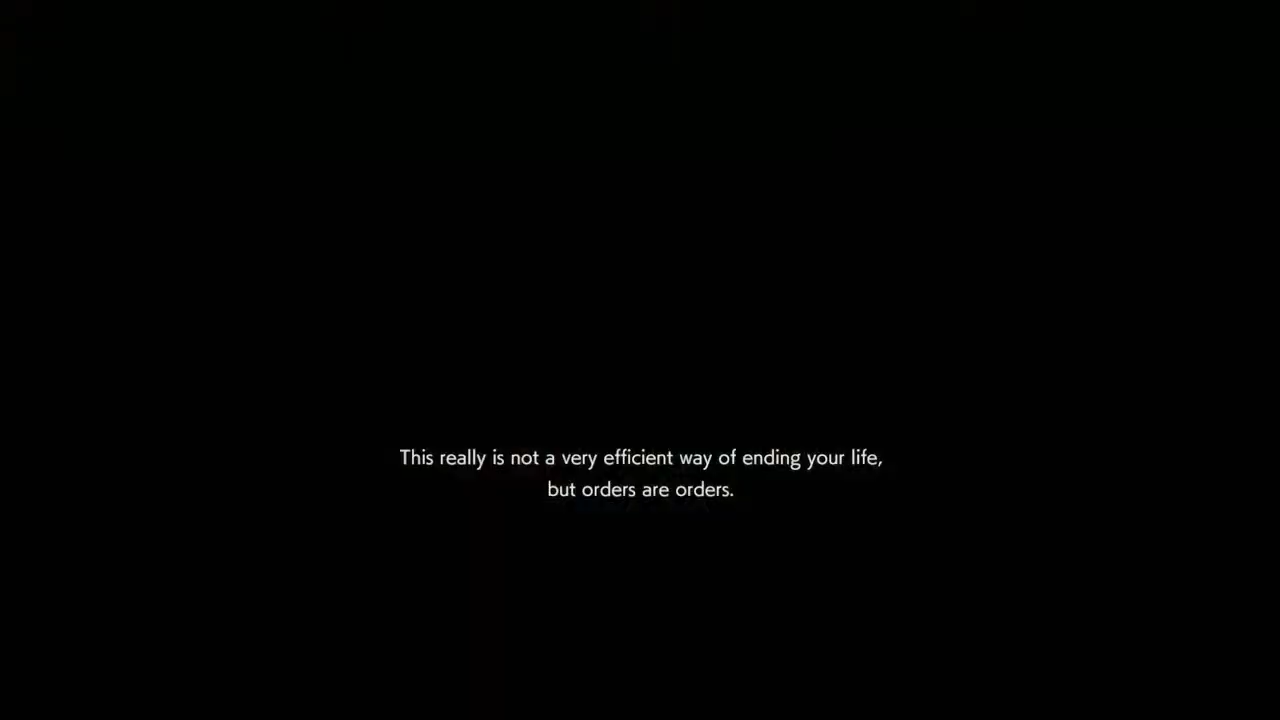 This really is not a very efficient way of ending your life,
but orders are orders.